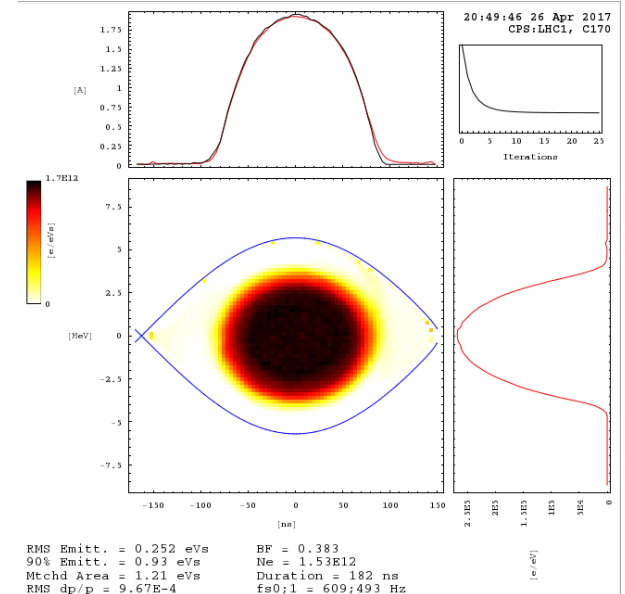 20:49:46 26 Apr 2017
CPS:LHC1, C170
1.75
1.5
1.25
1
0.75
0.5
0.25
0
[A]
0 5 10 15 20 25
Iterations
1.7E12
[e/eVs]
0
7.5
5
2.5
0
-2.5
-5
-7.5
[MeV]
-150 -100 -50 0 50 100 150
[ns]
2.5E5 2E5 1.5E5 1E5 5E4 0
[e/eV]
RMS Emitt. = 0.252 eVs BF = 0.383
90% Emitt. = 0.93 eVs Ne = 1.53E12
Mtchd Area = 1.21 eVs Duration = 182 ns
RMS dp/p = 9.67E-4 fs0;1 = 609;493 Hz